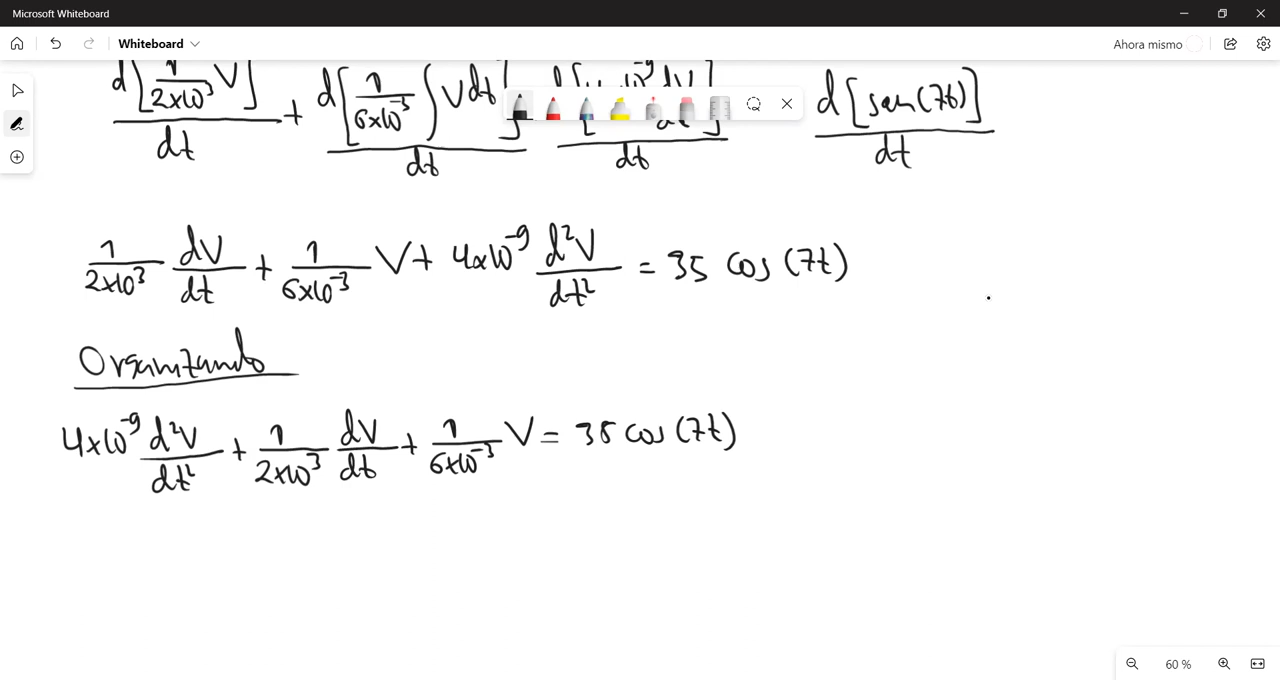 Microsoft Whiteboard
Whiteboard
Ahora mismo
d[1/2x10³ V]/dt + d[1/6x10⁻³ ∫Vdt]/dt d[sen(7t)]/dt
1/2x10³ dV/dt + 1/6x10⁻³ V + 4x10⁻⁹ d²V/dt² = 35 cos (7t)
Organizando
4x10⁻⁹ d²V/dt² + 1/2x10³ dV/dt + 1/6x10⁻³ V = 35 cos (7t)
60 %